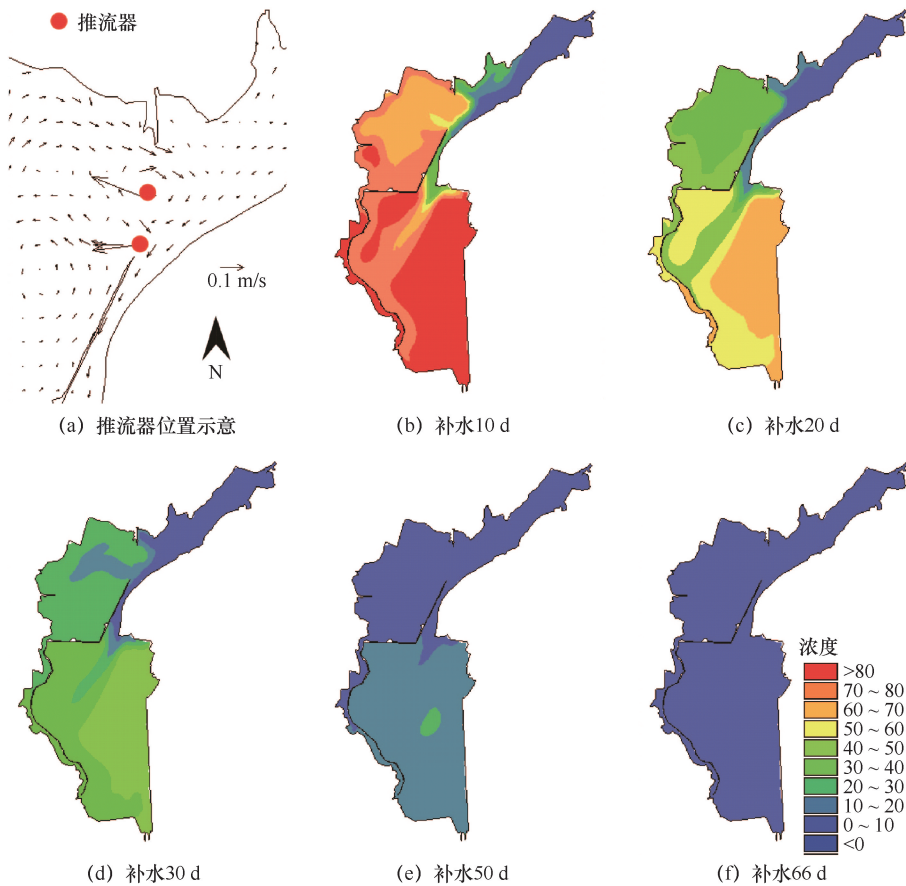 推流器
0.1 m/s
N
(a) 推流器位置示意
(b) 补水10 d
(c) 补水20 d
浓度
>80
70 ~ 80
60 ~ 70
50 ~ 60
40 ~ 50
30 ~ 40
20 ~ 30
10 ~ 20
0 ~ 10
<0
(d) 补水30 d
(e) 补水50 d
(f) 补水66 d